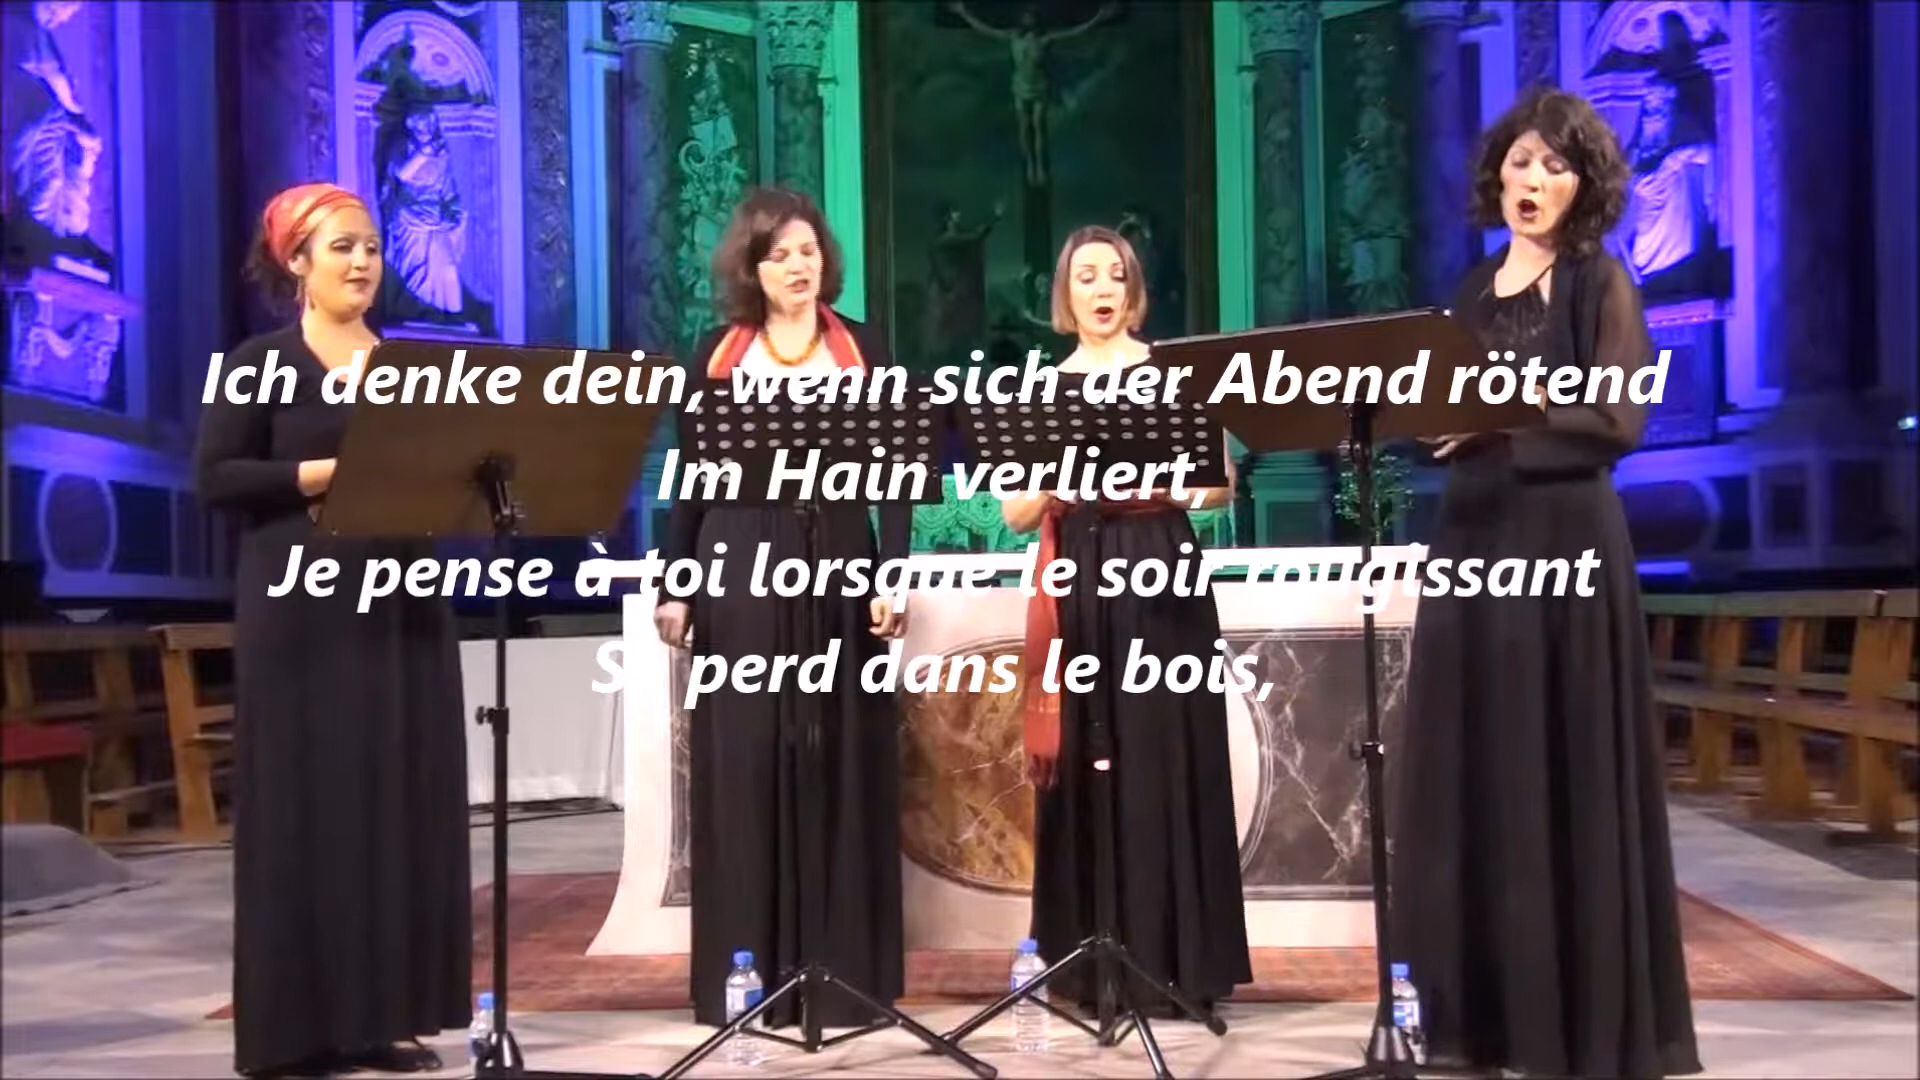 Ich denke dein, wenn sich der Abend rötend
Im Hain verliert,
Je pense à toi lorsque le soir rougissant
Se perd dans le bois,